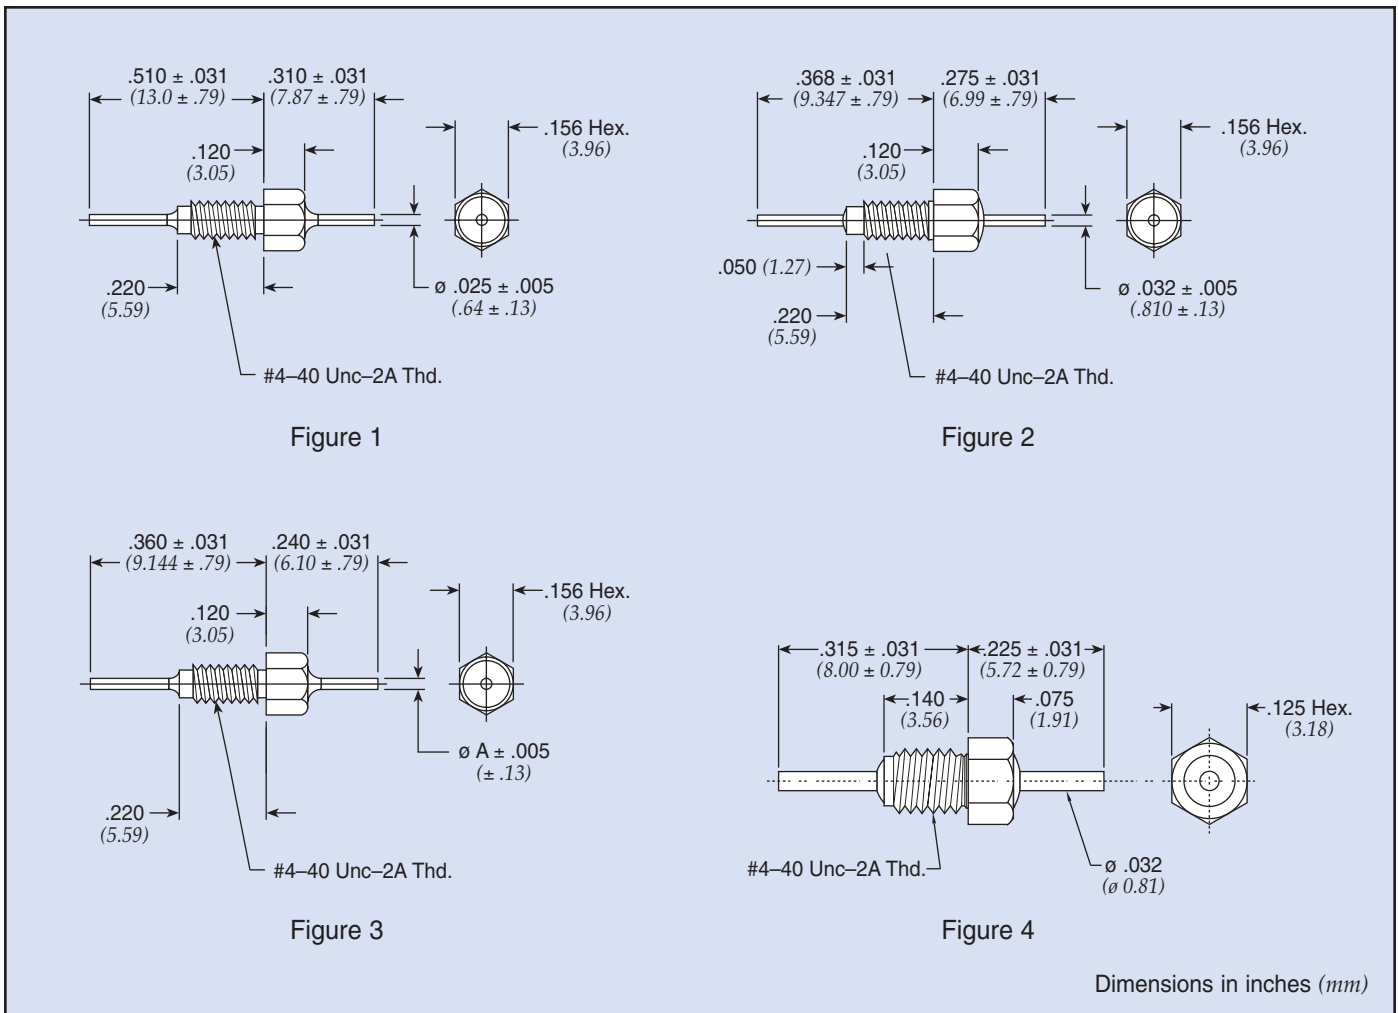 .510 ± .031 .310 ± .031
(13.0 ± .79) (7.87 ± .79)
.156 Hex.
(3.96)
.120
(3.05)
.220
(5.59)
ø .025 ± .005
(.64 ± .13)
#4–40 Unc–2A Thd.
Figure 1
.368 ± .031 .275 ± .031
(9.347 ± .79) (6.99 ± .79)
.156 Hex.
(3.96)
.120
(3.05)
.050 (1.27)
ø .032 ± .005
(.810 ± .13)
.220
(5.59)
#4–40 Unc–2A Thd.
Figure 2
.360 ± .031 .240 ± .031
(9.144 ± .79) (6.10 ± .79)
.156 Hex.
(3.96)
.120
(3.05)
ø A ± .005
(± .13)
.220
(5.59)
#4–40 Unc–2A Thd.
Figure 3
.315 ± .031 .225 ± .031
(8.00 ± 0.79) (5.72 ± 0.79)
.140 .075
(3.56) (1.91)
.125 Hex.
(3.18)
#4–40 Unc–2A Thd.
ø .032
(ø 0.81)
Figure 4
Dimensions in inches (mm)